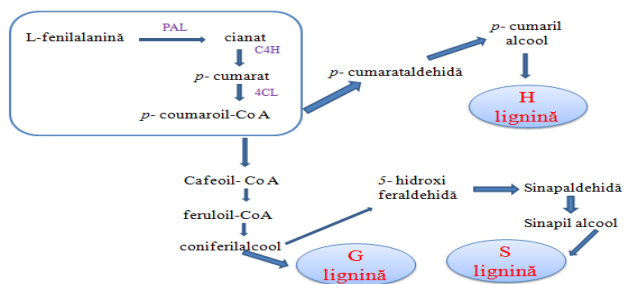 L-fenilalanină
PAL
cianat
C4H
p- cumarat
4CL
p- coumaroil-Co A
p- cumarataldehidă
p- cumaril
alcool
H
lignină
Cafeoil- Co A
feruloil-CoA
coniferilalcool
G
lignină
5- hidroxi
feraldehidă
Sinapaldehidă
Sinapil alcool
S
lignină